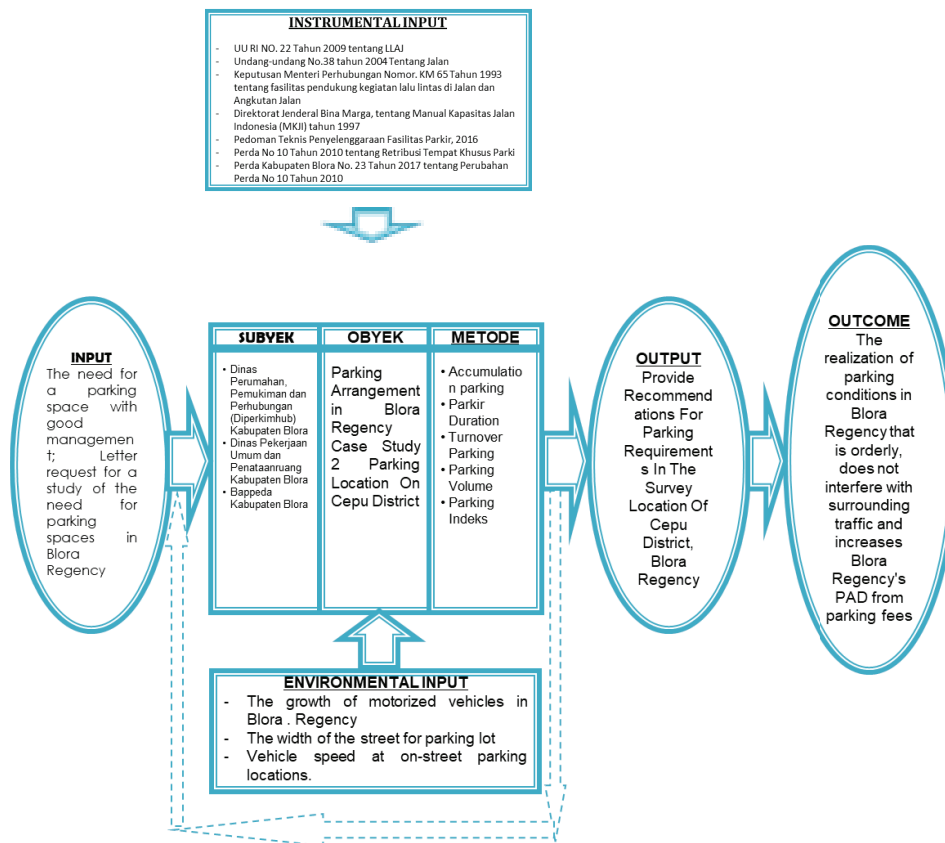 INSTRUMENTAL INPUT
- UU RI NO. 22 Tahun 2009 tentang LLAJ
- Undang-undang No.38 tahun 2004 Tentang Jalan
- Keputusan Menteri Perhubungan Nomor. KM 65 Tahun 1993
tentang fasilitas pendukung kegiatan lalu lintas di Jalan dan
Angkutan Jalan
- Direktorat Jenderal Bina Marga, tentang Manual Kapasitas Jalan
Indonesia (MKJI) tahun 1997
- Pedoman Teknis Penyelenggaraan Fasilitas Parkir, 2016
- Perda No 10 Tahun 2010 tentang Retribusi Tempat Khusus Parki
- Perda Kabupaten Blora No. 23 Tahun 2017 tentang Perubahan
Perda No 10 Tahun 2010
INPUT
The need for
a parking
space with
good
managemen
t; Letter
request for a
study of the
need for
parking
spaces in
Blora
Regency
SUBYEK
• Dinas
Perumahan,
Pemukiman dan
Perhubungan
(Diperkimhub)
Kabupaten Blora
• Dinas Pekerjaan
Umum dan
Penataanruang
Kabupaten Blora
• Bappeda
Kabupaten Blora
OBYEK
Parking
Arrangement
in Blora
Regency
Case Study
2 Parking
Location On
Cepu District
METODE
• Accumulatio
n parking
• Parkir
Duration
• Turnover
Parking
• Parking
Volume
• Parking
Indeks
OUTPUT
Provide
Recommend
ations For
Parking
Requirement
s In The
Survey
Location Of
Cepu
District,
Blora
Regency
OUTCOME
The
realization of
parking
conditions in
Blora
Regency that
is orderly,
does not
interfere with
surrounding
traffic and
increases
Blora
Regency's
PAD from
parking fees
ENVIRONMENTAL INPUT
- The growth of motorized vehicles in
Blora . Regency
- The width of the street for parking lot
- Vehicle speed at on-street parking
locations.